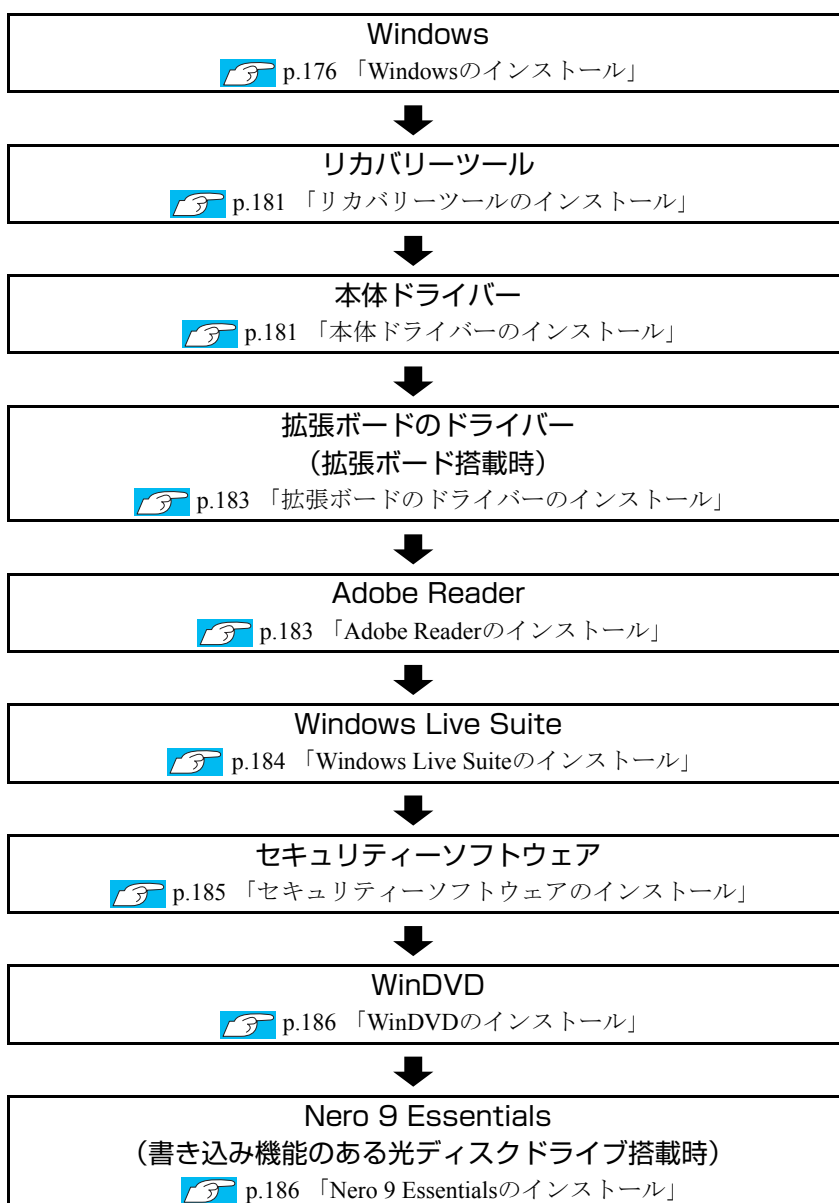 Windows
p.176 「Windowsのインストール」
リカバリーツール
p.181 「リカバリーツールのインストール」
本体ドライバー
p.181 「本体ドライバーのインストール」
拡張ボードのドライバー
（拡張ボード搭載時）
p.183 「拡張ボードのドライバーのインストール」
Adobe Reader
p.183 「Adobe Readerのインストール」
Windows Live Suite
p.184 「Windows Live Suiteのインストール」
セキュリティーソフトウェア
p.185 「セキュリティーソフトウェアのインストール」
WinDVD
p.186 「WinDVDのインストール」
Nero 9 Essentials
（書き込み機能のある光ディスクドライブ搭載時）
p.186 「Nero 9 Essentialsのインストール」